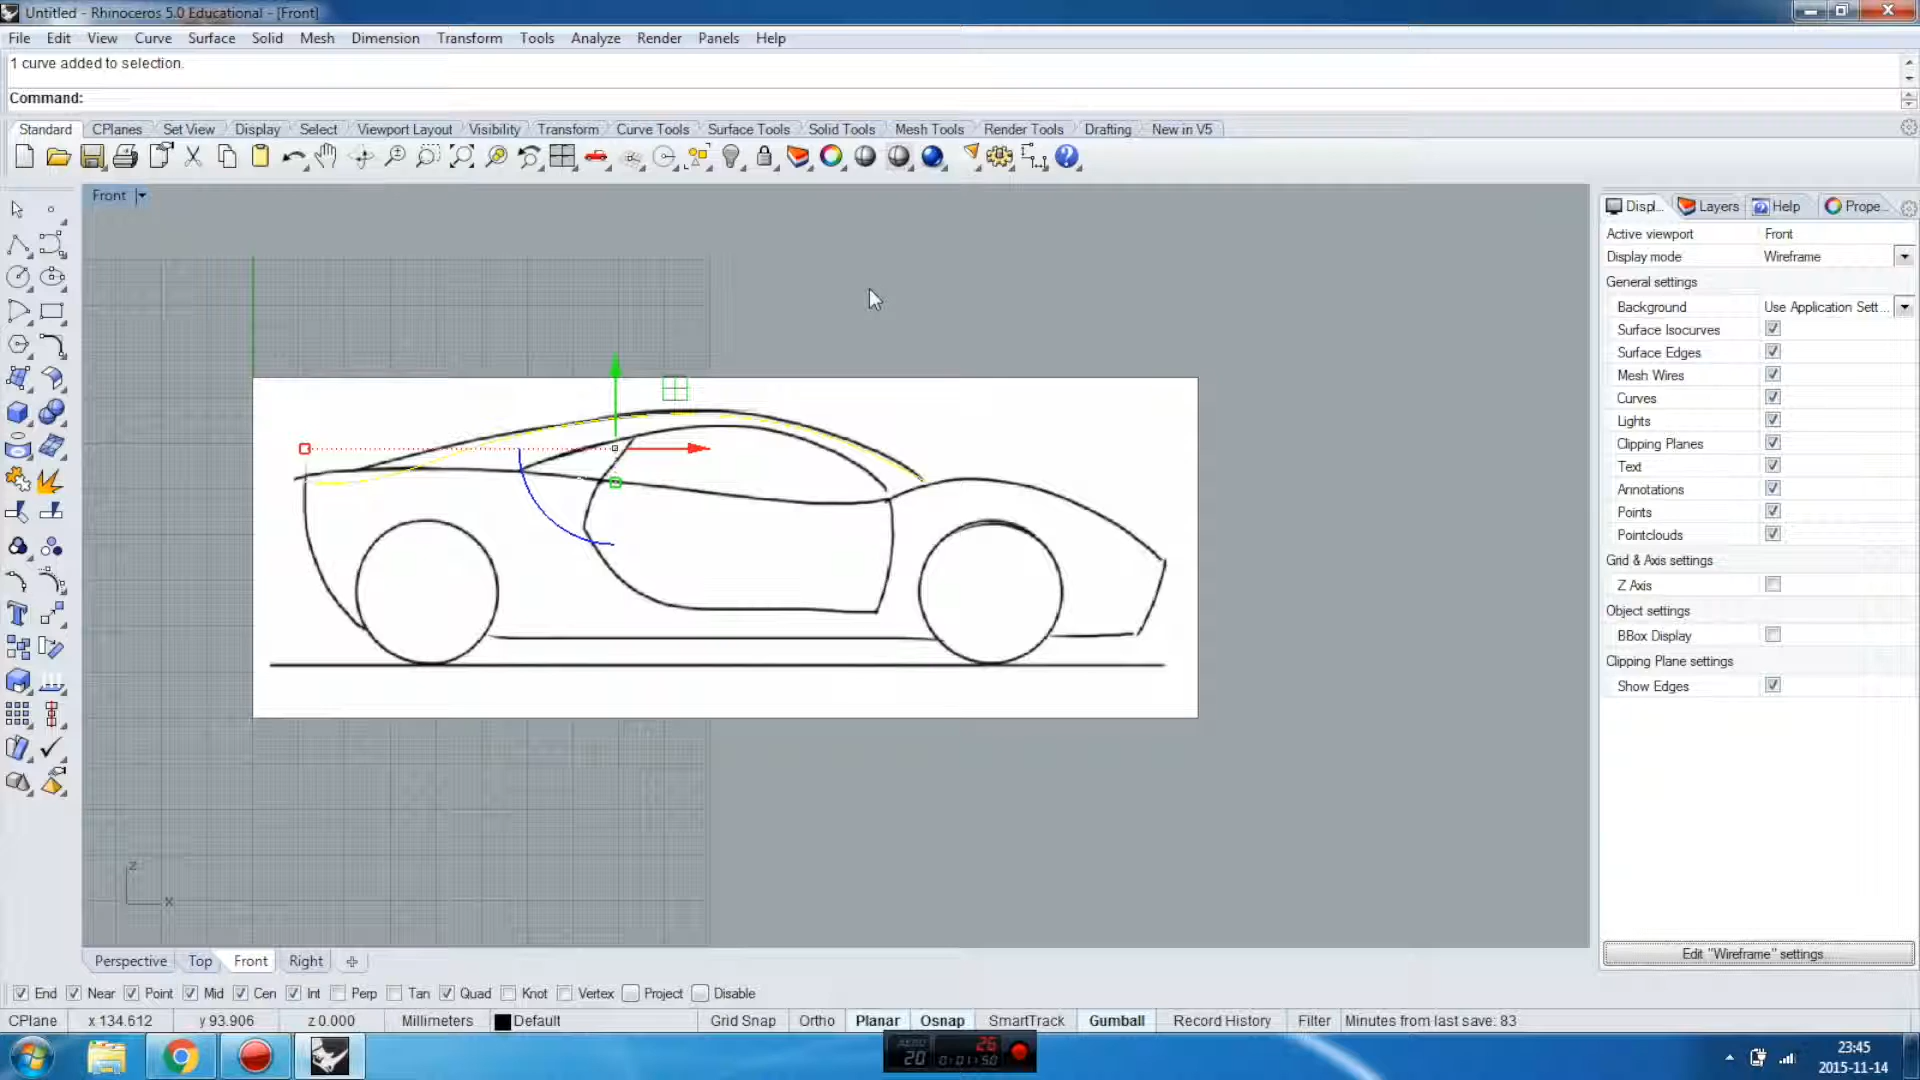 Untitled - Rhinoceros 5.0 Educational - [Front]
File Edit View Curve Surface Solid Mesh Dimension Transform Tools Analyze Render Panels Help
1 curve added to selection.
Command:
Standard CPlanes Set View Display Select Viewport Layout Visibility Transform Curve Tools Surface Tools Solid Tools Mesh Tools Render Tools Drafting New in V5
Front
Displ... Layers Help Prope...
Active viewport Front
Display mode Wireframe
General settings
Background Use Application Sett...
Surface Isocurves
Surface Edges
Mesh Wires
Curves
Lights
Clipping Planes
Text
Annotations
Points
Pointclouds
Grid & Axis settings
Z Axis
Object settings
BBox Display
Clipping Plane settings
Show Edges
z
x
Edit "Wireframe" settings
Perspective Top Front Right
End Near Point Mid Cen Int Perp Tan Quad Knot Vertex Project Disable
CPlane x 134.612 y 93.906 z 0.000 Millimeters Default Grid Snap Ortho Planar Osnap SmartTrack Gumball Record History Filter Minutes from last save: 83
20 26
23:45
2015-11-14